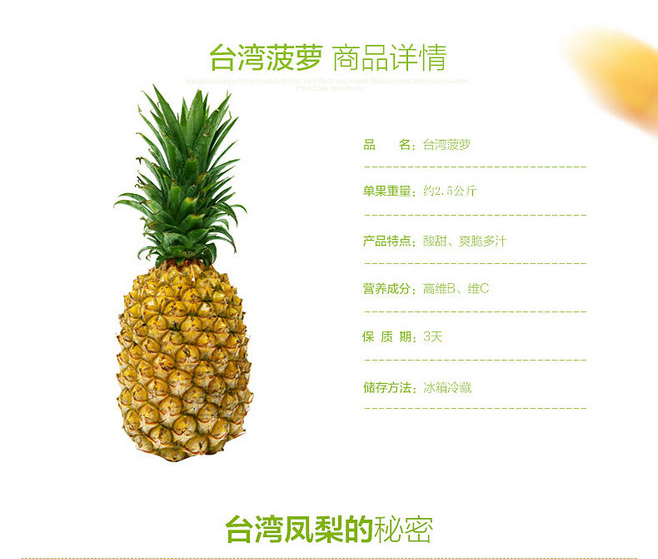 台湾菠萝 商品详情
品 名：台湾菠萝
单果重量：约2.5公斤
产品特点：酸甜、爽脆多汁
营养成分：高维B、维C
保 质 期：3天
储存方法：冰箱冷藏
台湾凤梨的秘密